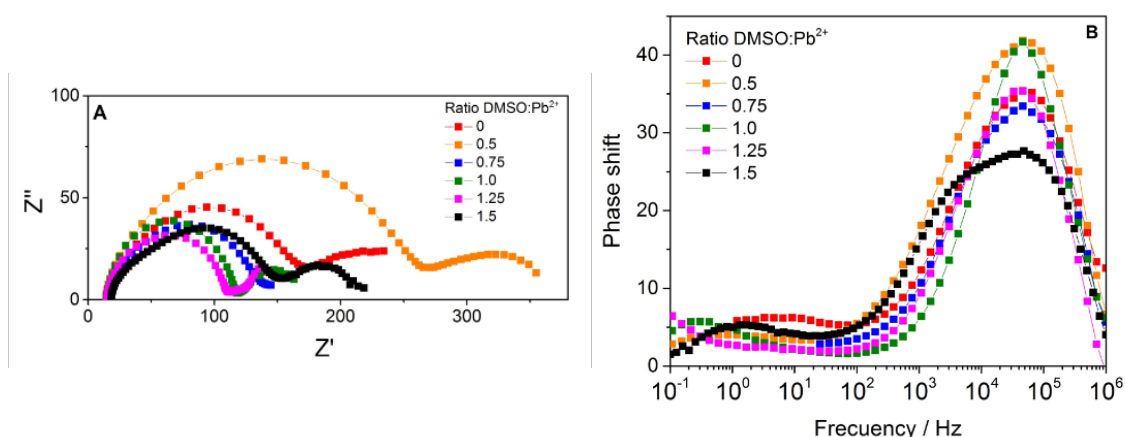 A
Ratio DMSO:Pb²⁺
0
0.5
0.75
1.0
1.25
1.5
100
50
0
0
100
200
300
Z''
Z'
B
Ratio DMSO:Pb²⁺
0
0.5
0.75
1.0
1.25
1.5
40
30
20
10
0
Phase shift
10⁻¹ 10⁰ 10¹ 10² 10³ 10⁴ 10⁵ 10⁶
Frecuency / Hz